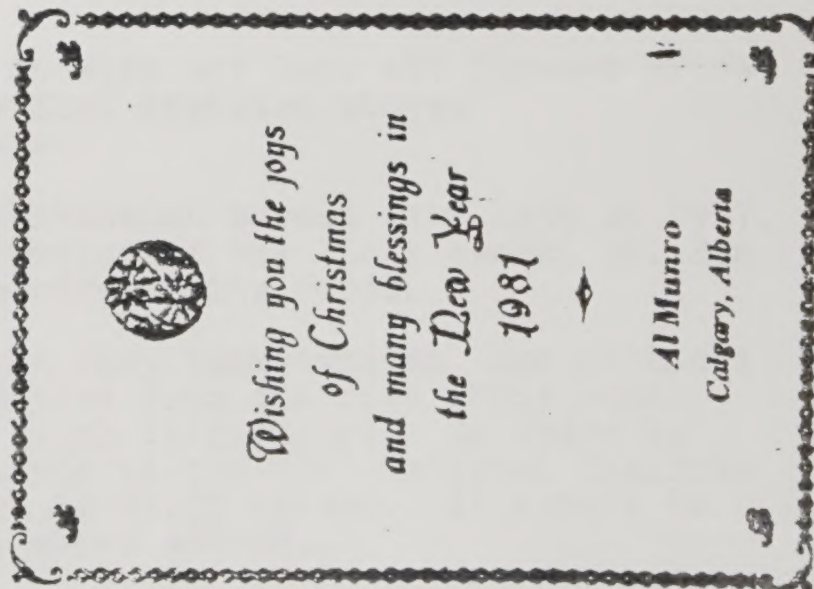 Wishing you the joys
of Christmas
and many blessings in
the New Year
1981
Al Munro
Calgary, Alberta